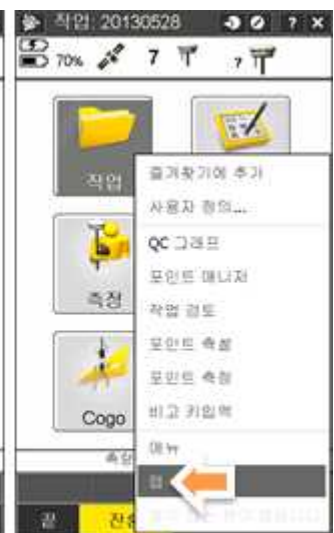 작업: 20130528 ? ×
70% 7 ?
작업
측정
Cogo
즐겨찾기에 추가
사용자 정의...
QC 그래프
포인트 매니저
작업 검토
포인트 측설
포인트 측정
비고 키입력
메뉴
맵